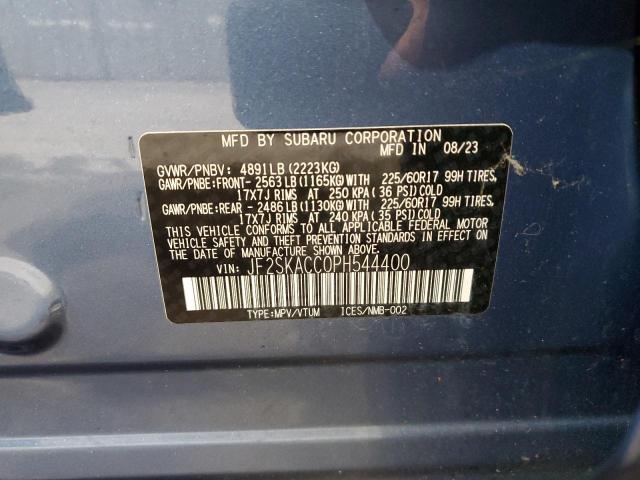 MFD BY SUBARU CORPORATION
MFD IN 08/23
GVWR/PNBV: 4891LB (2223KG)
GAWR/PNBE:FRONT- 2563 LB (1165KG)WITH 225/60R17 99H TIRES,
17X7J RIMS AT 250 KPA ( 36 PSI) COLD
GAWR/PNBE:REAR - 2486 LB (1130KG)WITH 225/60R17 99H TIRES,
17X7J RIMS AT 240 KPA ( 35 PSI) COLD
THIS VEHICLE CONFORMS TO ALL APPLICABLE FEDERAL MOTOR
VEHICLE SAFETY AND THEFT PREVENTION STANDARDS IN EFFECT
ON THE DATE OF MANUFACTURE SHOWN ABOVE.
VIN: JF2SKACC0PH544400
TYPE:MPV/VTUM ICES/NMB-002